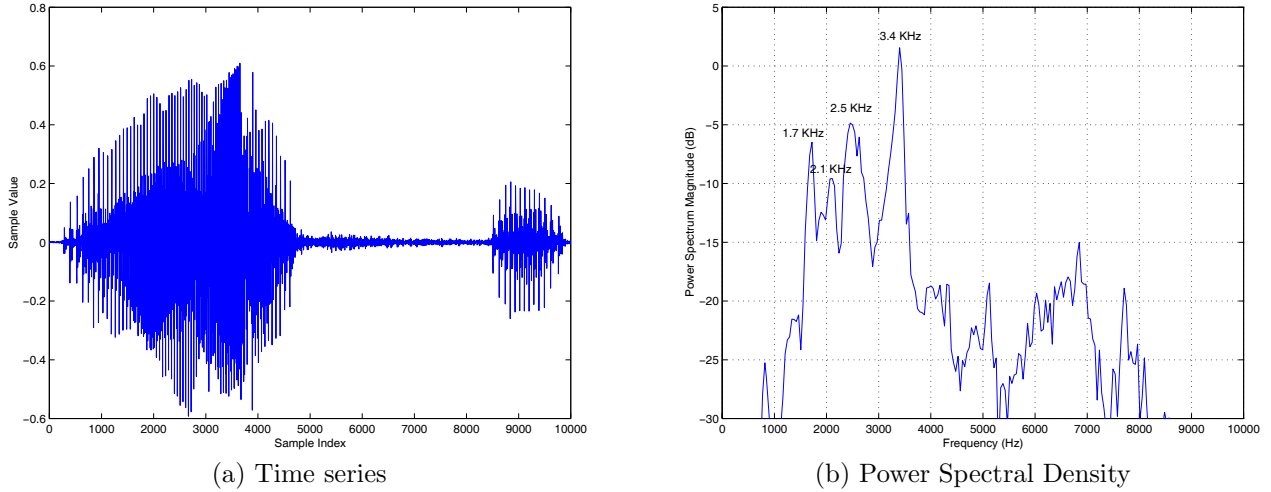 0.8
0.6
0.4
0.2
0
−0.2
−0.4
−0.6
0 1000 2000 3000 4000 5000 6000 7000 8000 9000 10000
Sample Value
Sample Index
(a) Time series
5
0
−5
−10
−15
−20
−25
−30
0 1000 2000 3000 4000 5000 6000 7000 8000 9000 10000
Power Spectrum Magnitude (dB)
Frequency (Hz)
3.4 KHz
2.5 KHz
1.7 KHz
2.1 KHz
(b) Power Spectral Density